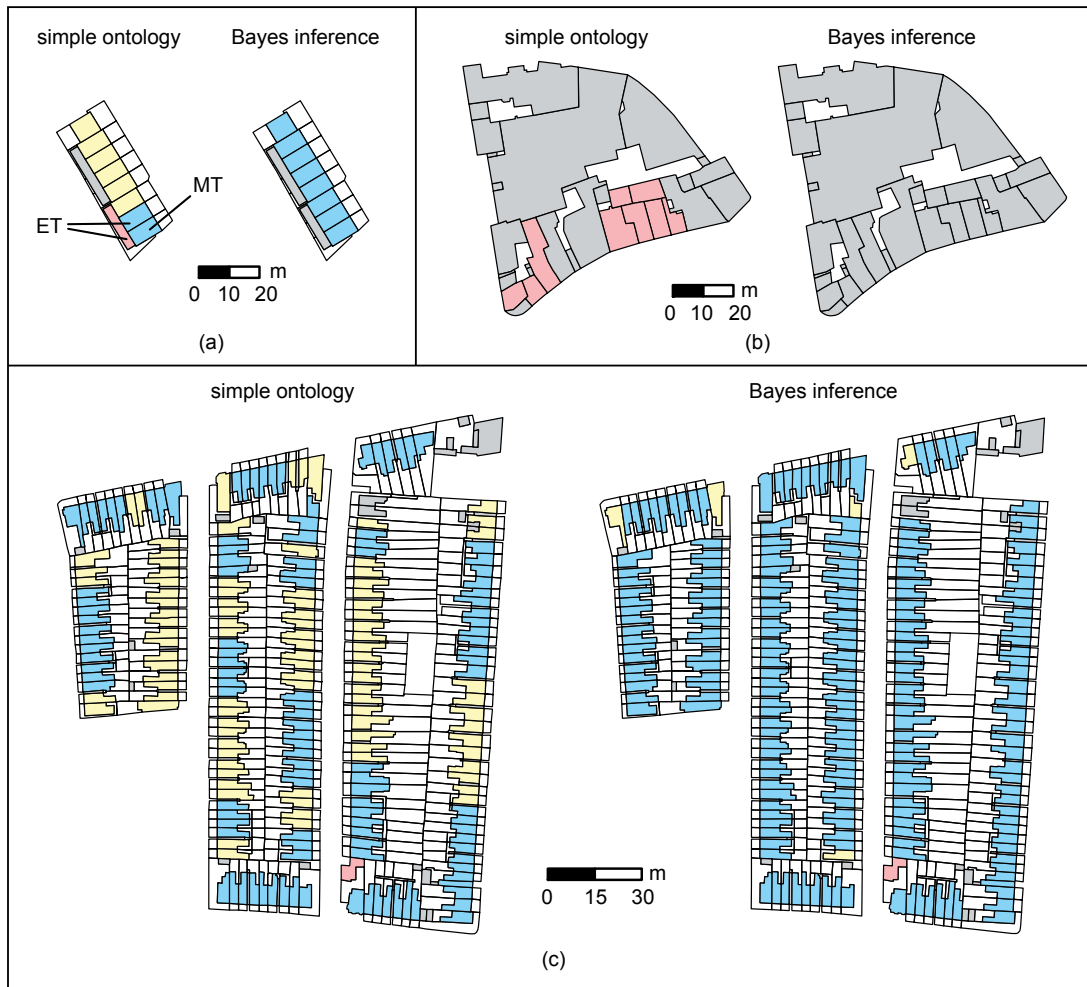 simple ontology
Bayes inference
MT
ET
m
0 10 20
(a)
simple ontology
Bayes inference
m
0 10 20
(b)
simple ontology
Bayes inference
m
0 15 30
(c)